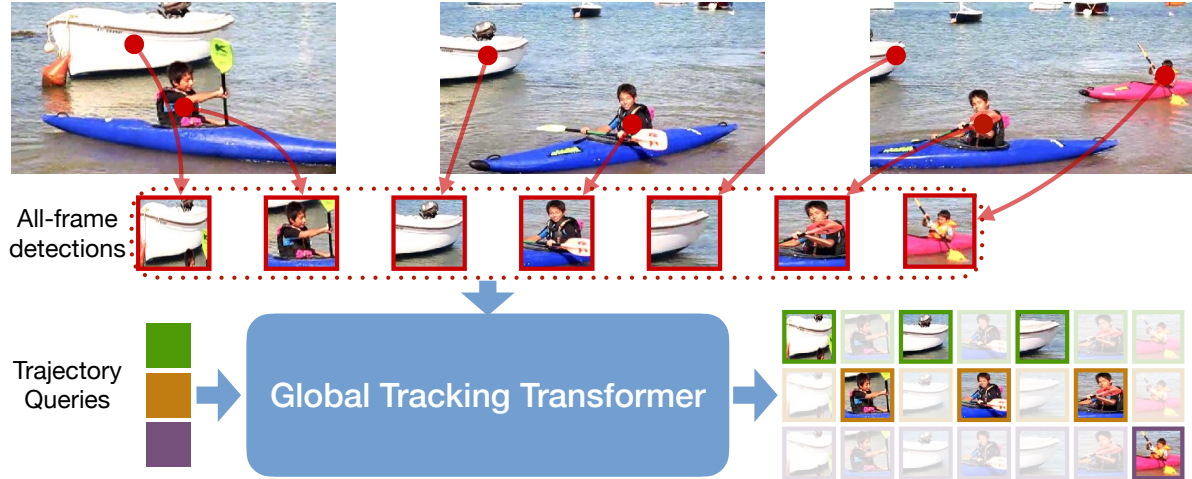 All-frame
detections
Trajectory
Queries
Global Tracking Transformer